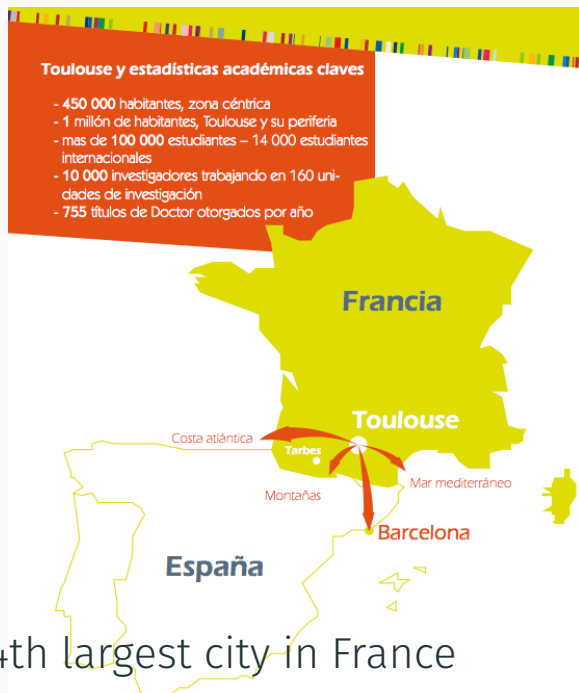 Toulouse y estadísticas académicas claves
- 450 000 habitantes, zona céntrica
- 1 millón de habitantes, Toulouse y su periferia
- mas de 100 000 estudiantes – 14 000 estudiantes
internacionales
- 10 000 investigadores trabajando en 160 uni-
dades de investigación
- 755 títulos de Doctor otorgados por año
Francia
Toulouse
Costa atlántica
Tarbes
Mar mediterráneo
Montañas
Barcelona
España
4th largest city in France